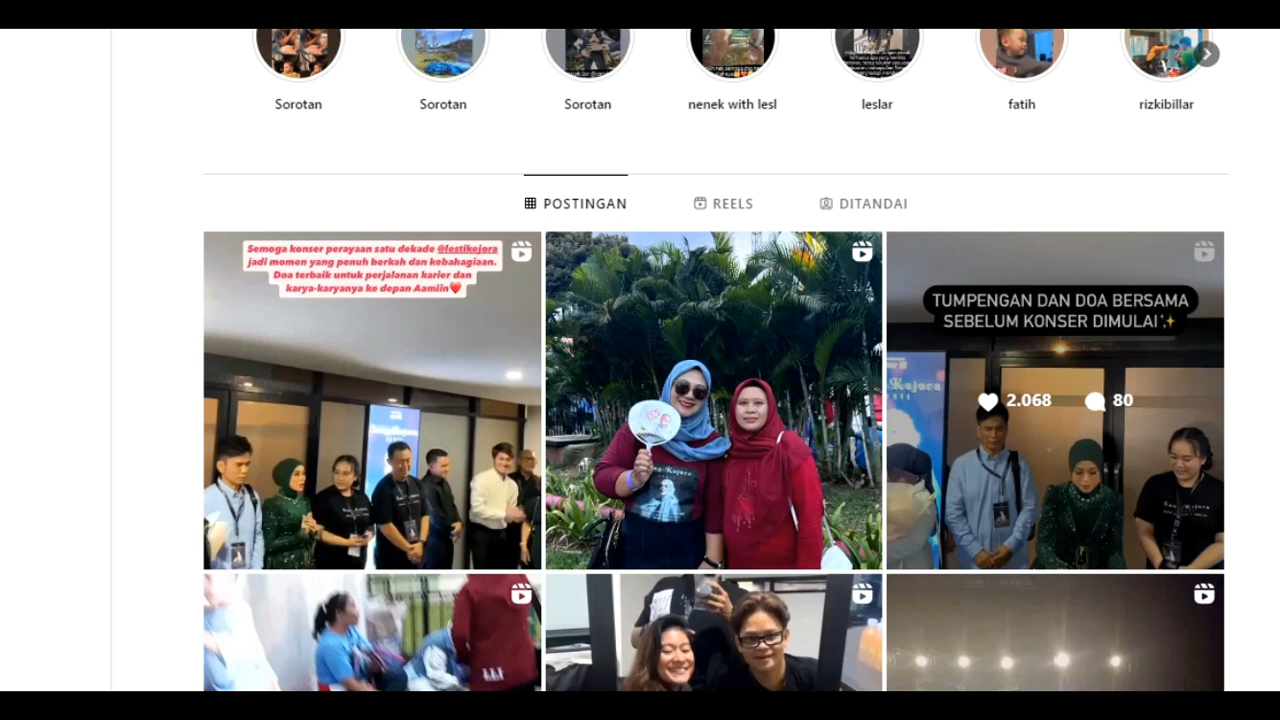 Sorotan
Sorotan
Sorotan
nenek with lesl
leslar
fatih
rizkibillar
POSTINGAN
REELS
DITANDAI
Semoga konser perayaan satu dekade @lestikejora
jadi momen yang penuh berkah dan kebahagiaan.
Doa terbaik untuk perjalanan karier dan
karya-karyanya ke depan Aamiin❤️
TUMPENGAN DAN DOA BERSAMA
SEBELUM KONSER DIMULAI✨
2.068
80